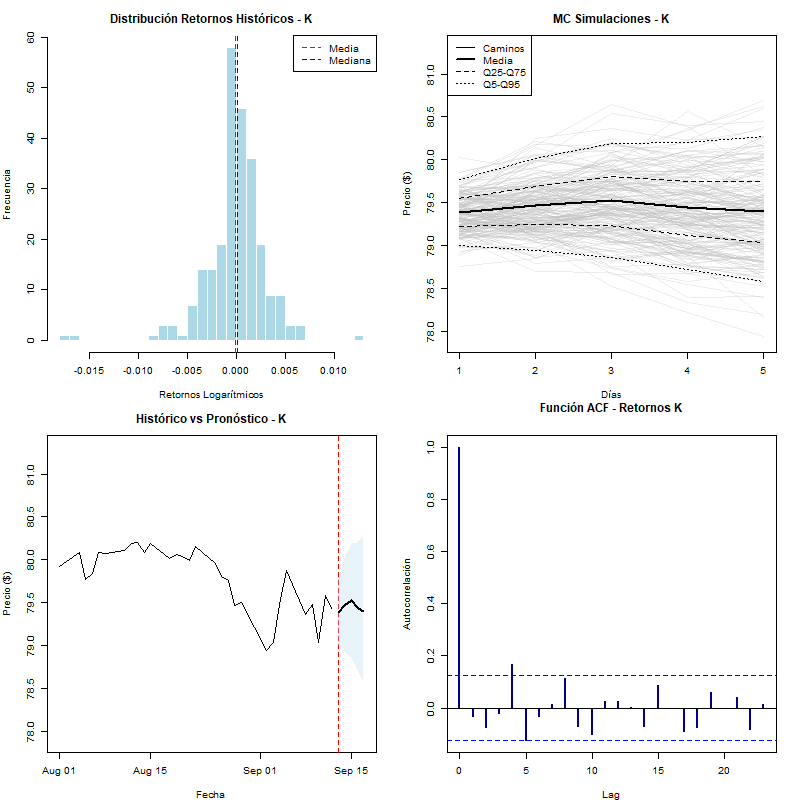 Distribución Retornos Históricos - K
Media
Mediana
Frecuencia
0
10
20
30
40
50
60
-0.015
-0.010
-0.005
0.000
0.005
0.010
Retornos Logarítmicos
MC Simulaciones - K
Caminos
Media
Q25-Q75
Q5-Q95
Precio ($)
78.0
78.5
79.0
79.5
80.0
80.5
81.0
1
2
3
4
5
Días
Histórico vs Pronóstico - K
Precio ($)
78.0
78.5
79.0
79.5
80.0
80.5
81.0
Aug 01
Aug 15
Sep 01
Sep 15
Fecha
Función ACF - Retornos K
Autocorrelación
0.0
0.2
0.4
0.6
0.8
1.0
0
5
10
15
20
Lag